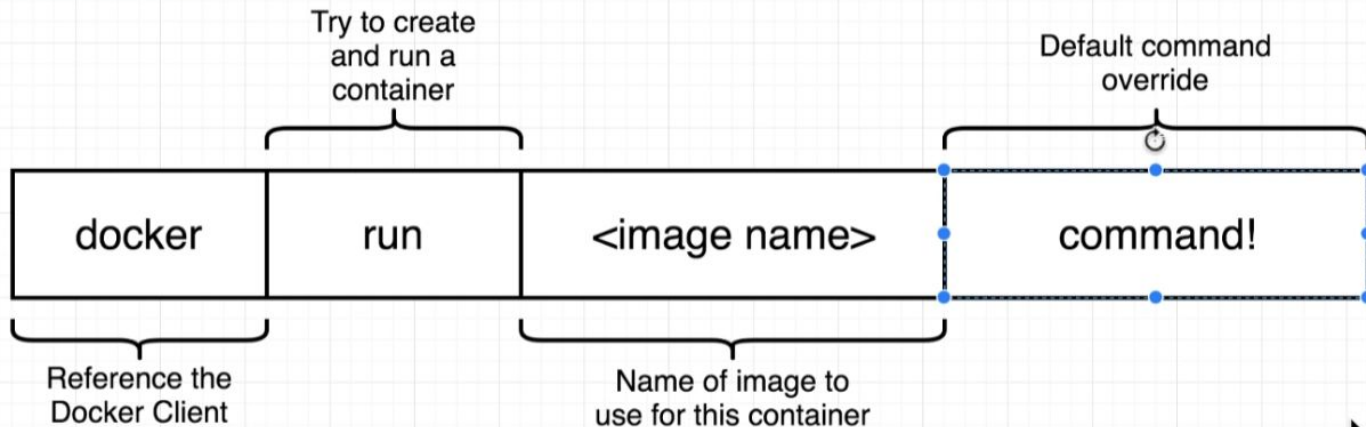 Try to create
and run a
container
Default command
override
docker
run
<image name>
command!
Reference the
Docker Client
Name of image to
use for this container